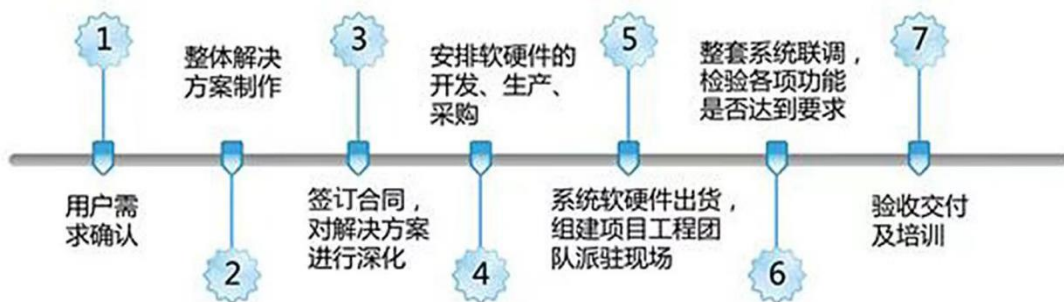 1
用户需
求确认
整体解决
方案制作
2
3
签订合同，
对解决方案
进行深化
安排软硬件的
开发、生产、
采购
4
5
系统软硬件出货，
组建项目工程团
队派驻现场
整套系统联调，
检验各项功能
是否达到要求
6
7
验收交付
及培训